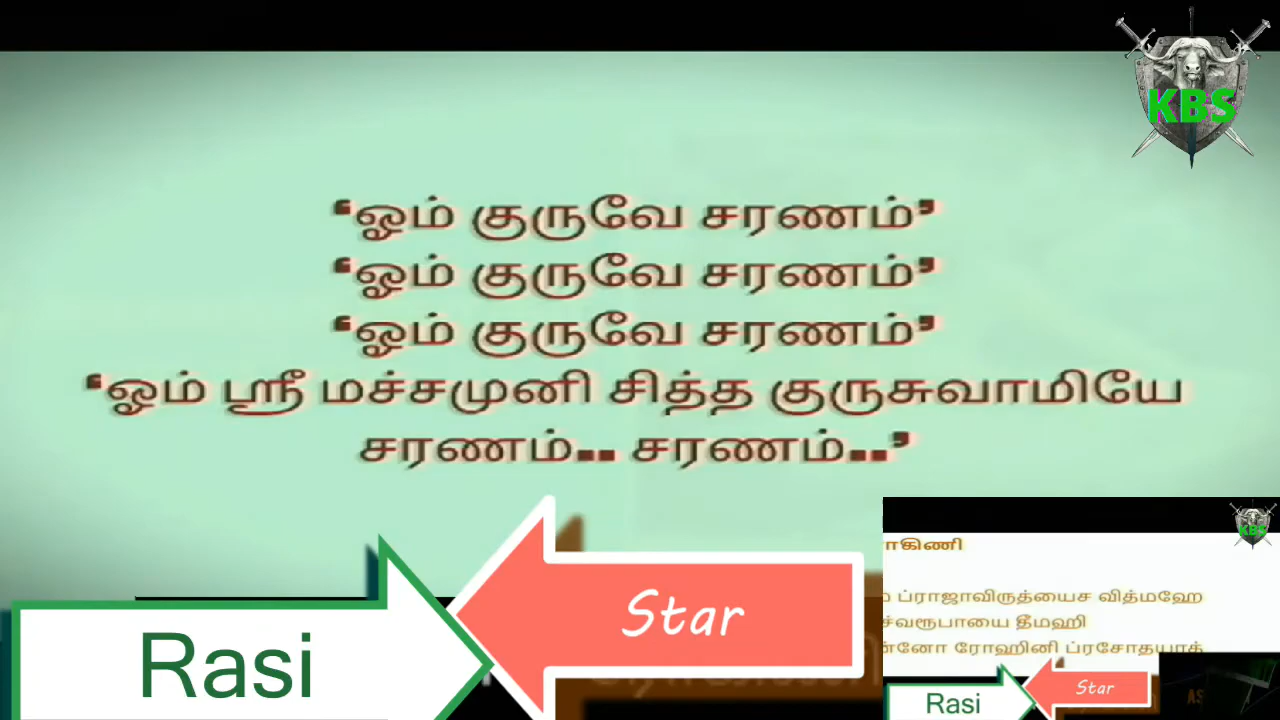 KBS
‘ஓம் குருவே சரணம்’
‘ஓம் குருவே சரணம்’
‘ஓம் குருவே சரணம்’
‘ஓம் ஸ்ரீ மச்சமுனி சித்த குருசுவாமியே
சரணம்.. சரணம்..’
Star
Rasi
KBS
ாகிணி
ப்ராஜாவிருத்யைச வித்மஹே
ச்வரூபாயை தீமஹி
ன்னோ ரோஹினி ப்ரசோதயாத்
Star
Rasi
AS